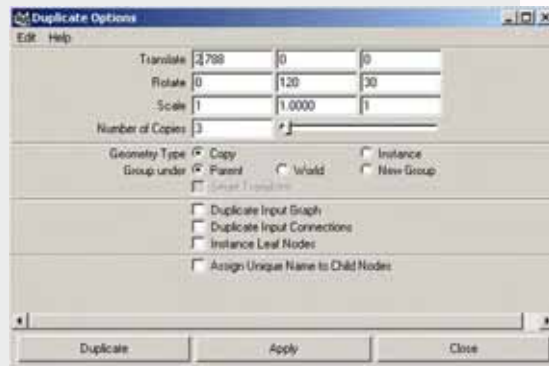 Duplicate Options
Edit Help
Translate 2.788 0 0
Rotate 0 120 30
Scale 1 1.0000 1
Number of Copies 3
Geometry Type Copy Instance
Group under Parent World New Group
Smart Transform
Duplicate Input Graph
Duplicate Input Connections
Instance Leaf Nodes
Assign Unique Name to Child Nodes
Duplicate Apply Close